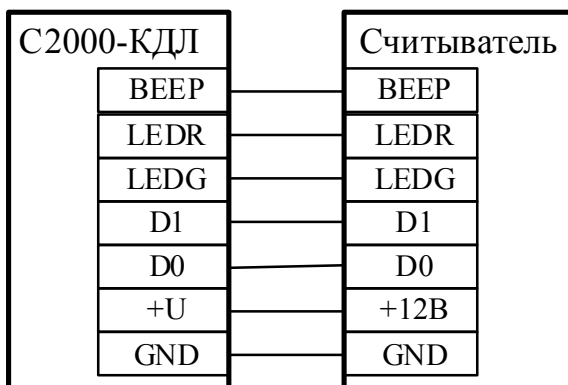 С2000-КДЛ Считыватель
BEEP BEEP
LEDR LEDR
LEDG LEDG
D1 D1
D0 D0
+U +12В
GND GND